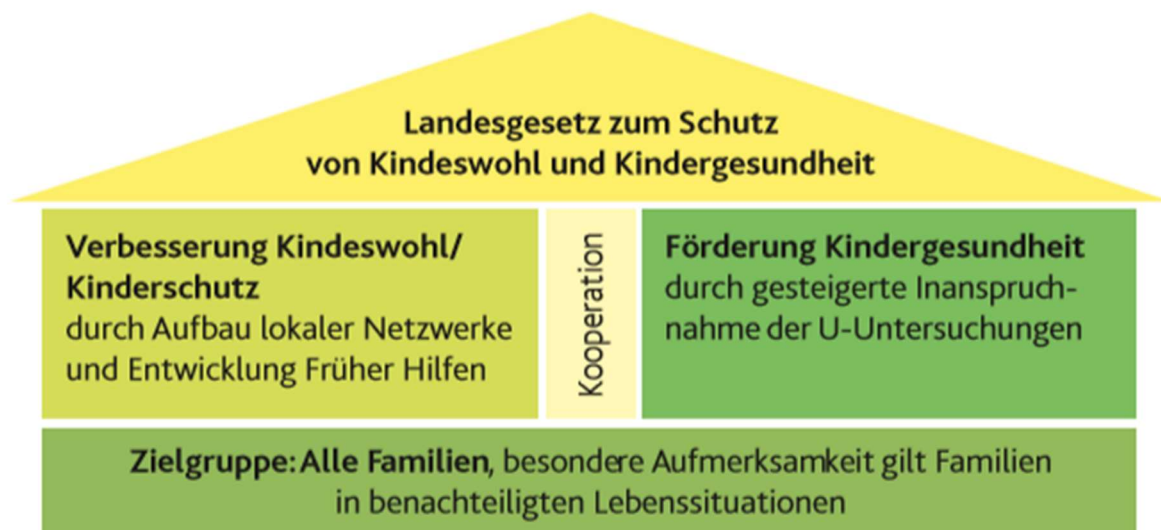 Landesgesetz zum Schutz
von Kindeswohl und Kindergesundheit
Verbesserung Kindeswohl/
Kinderschutz
durch Aufbau lokaler Netzwerke
und Entwicklung Früher Hilfen
Kooperation
Förderung Kindergesundheit
durch gesteigerte Inanspruch-
nahme der U-Untersuchungen
Zielgruppe: Alle Familien, besondere Aufmerksamkeit gilt Familien
in benachteiligten Lebenssituationen